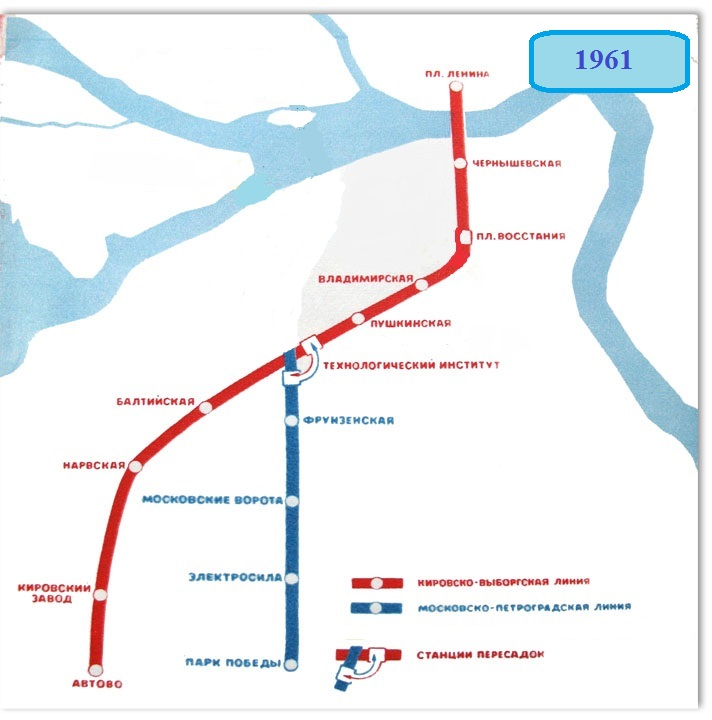 1961
ПЛ. ЛЕНИНА
ЧЕРНЫШЕВСКАЯ
ПЛ. ВОССТАНИЯ
ВЛАДИМИРСКАЯ
ПУШКИНСКАЯ
ТЕХНОЛОГИЧЕСКИЙ ИНСТИТУТ
БАЛТИЙСКАЯ
ФРУНЗЕНСКАЯ
НАРВСКАЯ
МОСКОВСКИЕ ВОРОТА
ЭЛЕКТРОСИЛА
КИРОВСКИЙ
ЗАВОД
ПАРК ПОБЕДЫ
АВТОВО
КИРОВСКО-ВЫБОРГСКАЯ ЛИНИЯ
МОСКОВСКО-ПЕТРОГРАДСКАЯ ЛИНИЯ
СТАНЦИИ ПЕРЕСАДОК